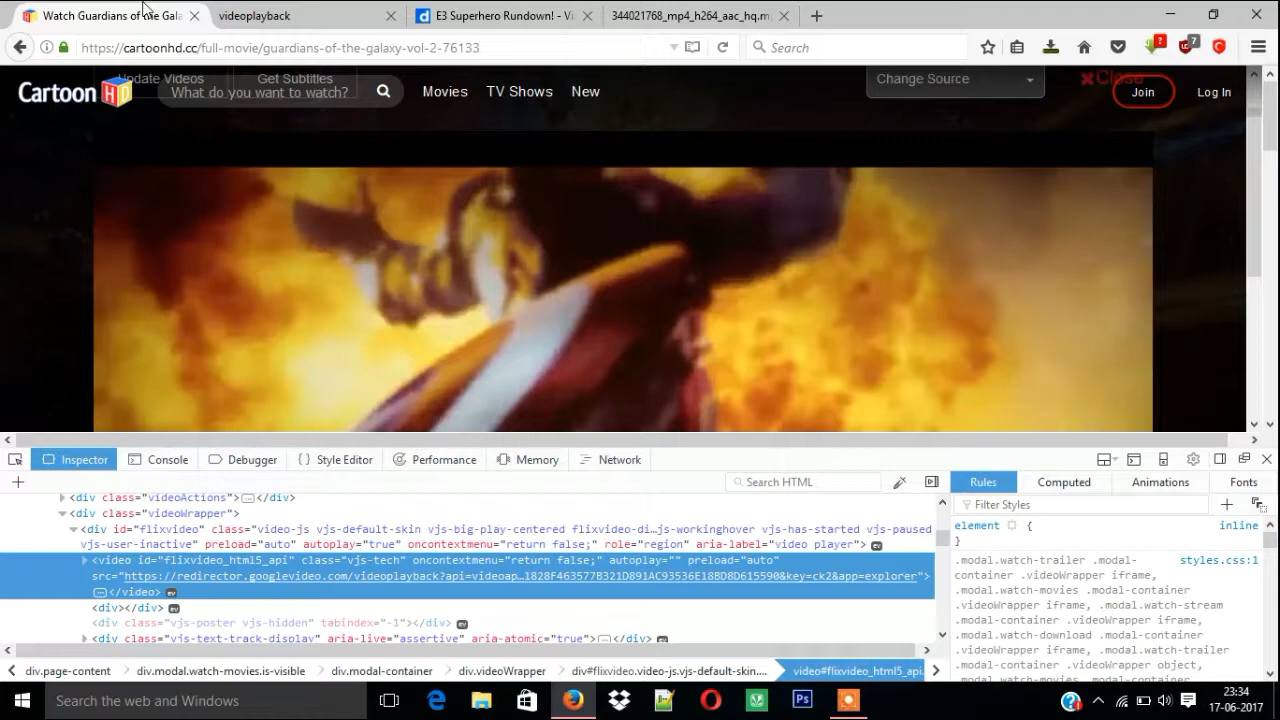 Watch Guardians of the Gala
videoplayback
E3 Superhero Rundown! - Vi
344021768_mp4_h264_aac_hq.m
https://cartoonhd.cc/full-movie/guardians-of-the-galaxy-vol-2-76133
Search
?
7
Update Videos
Get Subtitles
Change Source
Close
Cartoon HD
What do you want to watch?
Movies
TV Shows
New
Join
Log In
Inspector
Console
Debugger
Style Editor
Performance
Memory
Network
Search HTML
Rules
Computed
Animations
Fonts
Filter Styles
<div class="videoActions"></div>
<div class="videoWrapper">
<div id="flixvideo" class="video-js vjs-default-skin vjs-big-play-centered flixvideo-di…js-workinghover vjs-has-started vjs-paused
vjs-user-inactive" preload="auto" autoplay="true" oncontextmenu="return false;" role="region" aria-label="video player"> ev
<video id="flixvideo_html5_api" class="vjs-tech" oncontextmenu="return false;" autoplay="" preload="auto"
src="https://redirector.googlevideo.com/videoplayback?api=videoap…1828F463577B321D891AC93536E18BD8D615590&key=ck2&app=explorer">
</video> ev
<div></div> ev
<div class="vjs-poster vjs-hidden" tabindex="-1"></div> ev
<div class="vjs-text-track-display" aria-live="assertive" aria-atomic="true"></div> ev
element {
inline
}
.modal.watch-trailer .modal-
styles.css:1
container .videoWrapper iframe,
.modal.watch-movies .modal-container
.videoWrapper iframe, .modal.watch-stream
.modal-container .videoWrapper
iframe, .modal.watch-download .modal-container
.videoWrapper iframe, .modal.watch-trailer
.modal-container .videoWrapper object,
.modal.watch-movies .modal-container
div.page-content
div.modal.watch-movies.is-visible
div.modal-container
div.videoWrapper
div#flixvideo.video-js.vjs-default-skin....
video#flixvideo_html5_api.
Search the web and Windows
23:34
17-06-2017